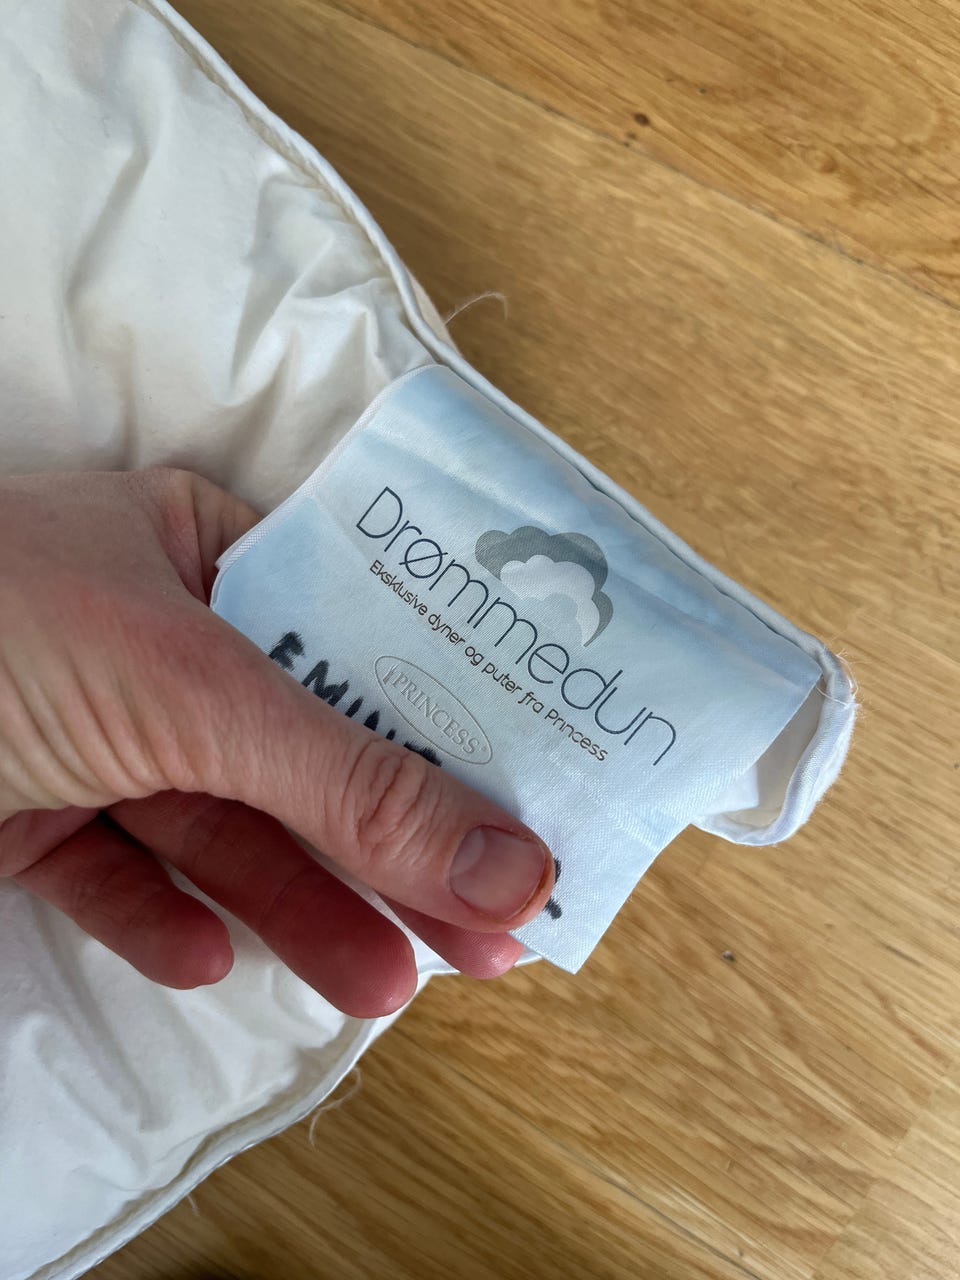 Drømmedun
Eksklusive dyner og puter fra Princess
PRINCESS®